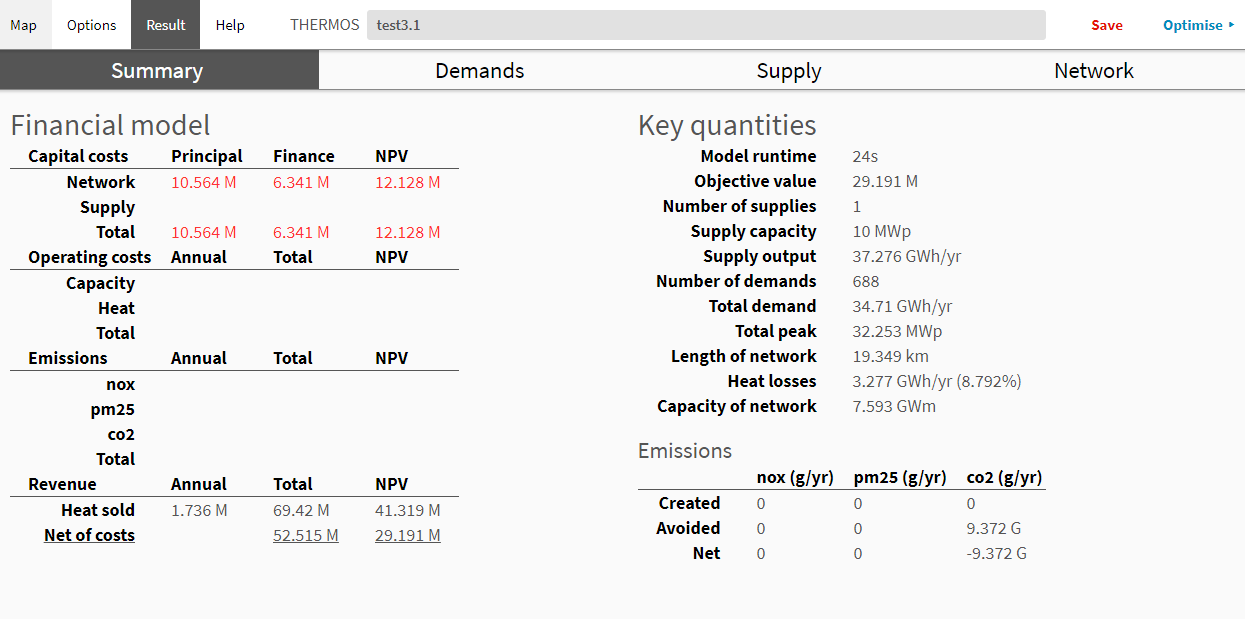 Map Options Result Help THERMOS test3.1 Save Optimise ▸
Summary Demands Supply Network
Financial model
Capital costs Principal Finance NPV
Network 10.564 M 6.341 M 12.128 M
Supply
Total 10.564 M 6.341 M 12.128 M
Operating costs Annual Total NPV
Capacity
Heat
Total
Emissions Annual Total NPV
nox
pm25
co2
Total
Revenue Annual Total NPV
Heat sold 1.736 M 69.42 M 41.319 M
Net of costs 52.515 M 29.191 M
Key quantities
Model runtime 24s
Objective value 29.191 M
Number of supplies 1
Supply capacity 10 MWp
Supply output 37.276 GWh/yr
Number of demands 688
Total demand 34.71 GWh/yr
Total peak 32.253 MWp
Length of network 19.349 km
Heat losses 3.277 GWh/yr (8.792%)
Capacity of network 7.593 GWm
Emissions
nox (g/yr) pm25 (g/yr) co2 (g/yr)
Created 0 0 0
Avoided 0 0 9.372 G
Net 0 0 -9.372 G